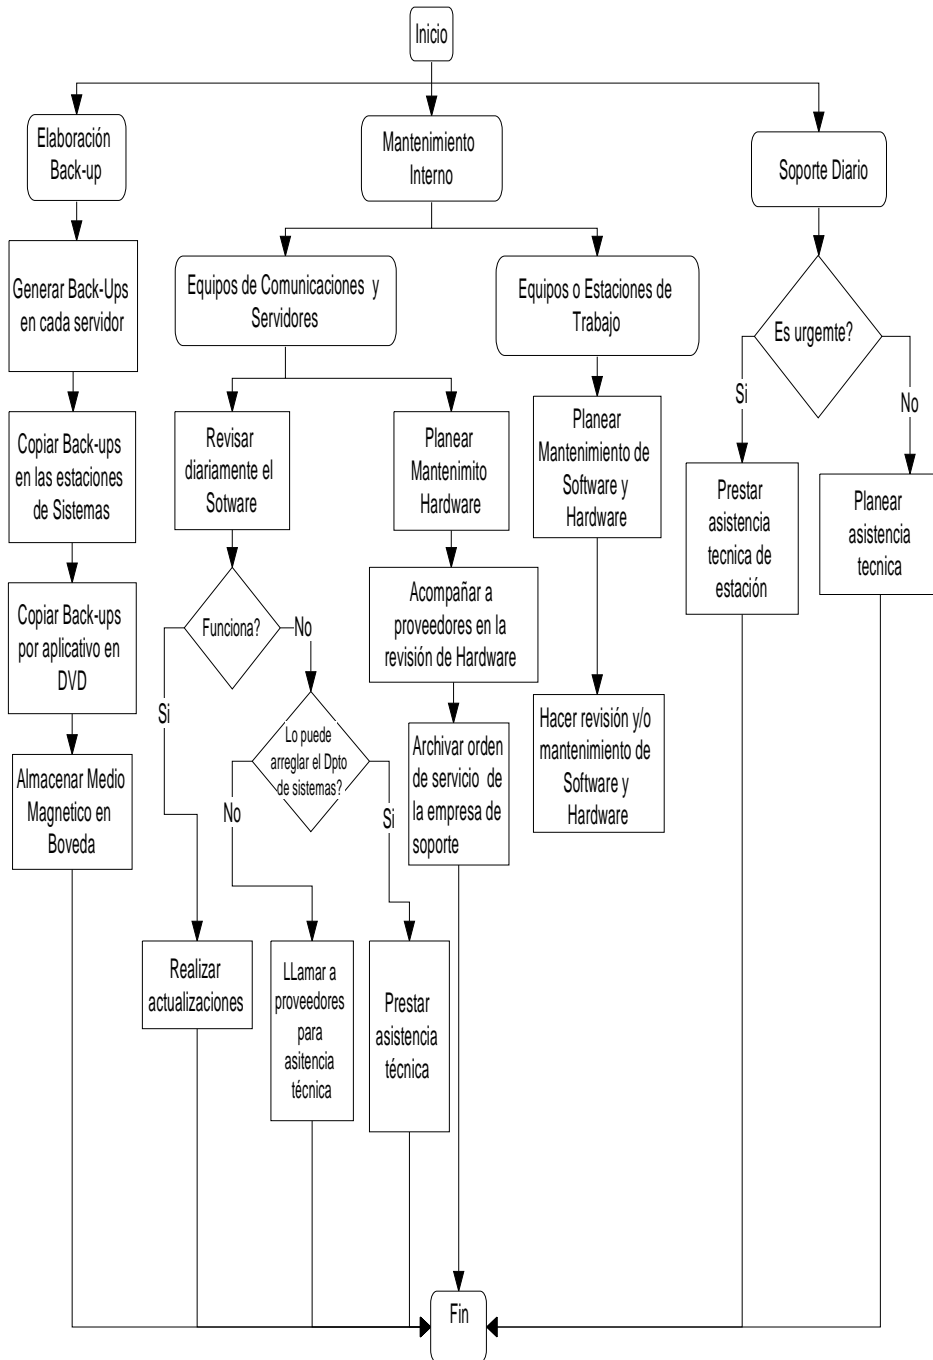 Inicio
Elaboración
Back-up
Mantenimiento
Interno
Soporte Diario
Generar Back-Ups
en cada servidor
Equipos de Comunicaciones y
Servidores
Equipos o Estaciones de
Trabajo
Es urgemte?
Si
No
Copiar Back-ups
en las estaciones
de Sistemas
Revisar
diariamente el
Sotware
Planear
Mantenimito
Hardware
Planear
Mantenimiento de
Software y
Hardware
Prestar
asistencia
tecnica de
estación
Planear
asistencia
tecnica
Copiar Back-ups
por aplicativo en
DVD
Funciona?
No
Si
Acompañar a
proveedores en la
revisión de Hardware
Lo puede
arreglar el Dpto
de sistemas?
No
Si
Archivar orden
de servicio de
la empresa de
soporte
Hacer revisión y/o
mantenimiento de
Software y
Hardware
Almacenar Medio
Magnetico en
Boveda
Realizar
actualizaciones
LLamar a
proveedores
para
asitencia
técnica
Prestar
asistencia
técnica
Fin